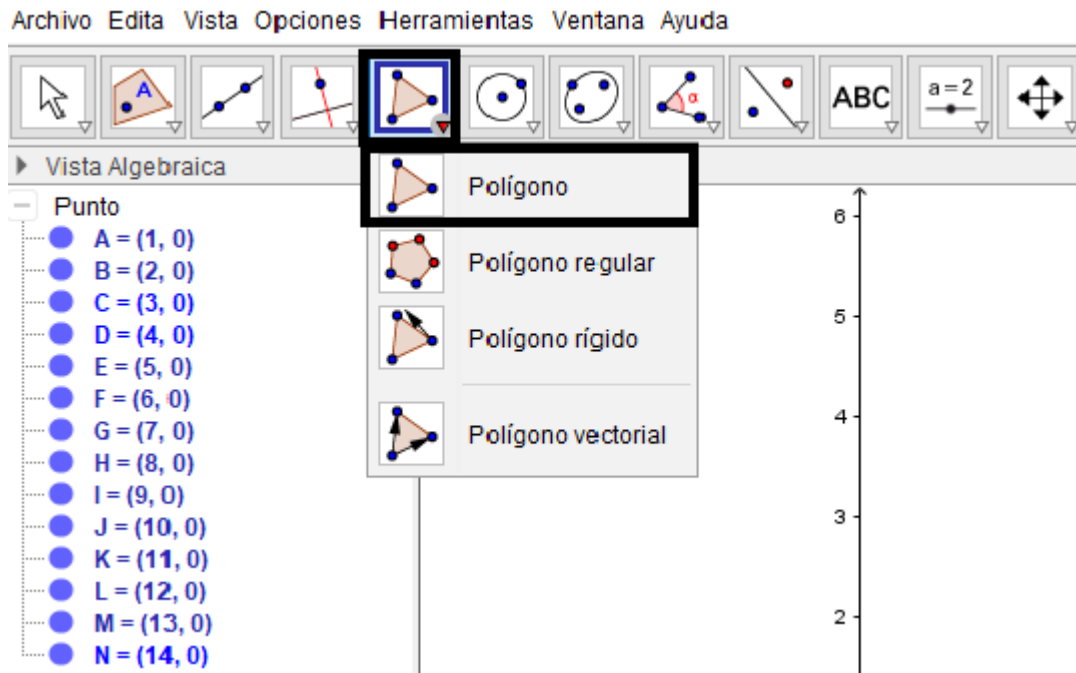 Archivo Edita Vista Opciones Herramientas Ventana Ayuda
A α ABC a = 2
Vista Algebraica
Punto
A = (1, 0)
B = (2, 0)
C = (3, 0)
D = (4, 0)
E = (5, 0)
F = (6, 0)
G = (7, 0)
H = (8, 0)
I = (9, 0)
J = (10, 0)
K = (11, 0)
L = (12, 0)
M = (13, 0)
N = (14, 0)
Polígono
Polígono regular
Polígono rígido
Polígono vectorial
6
5
4
3
2